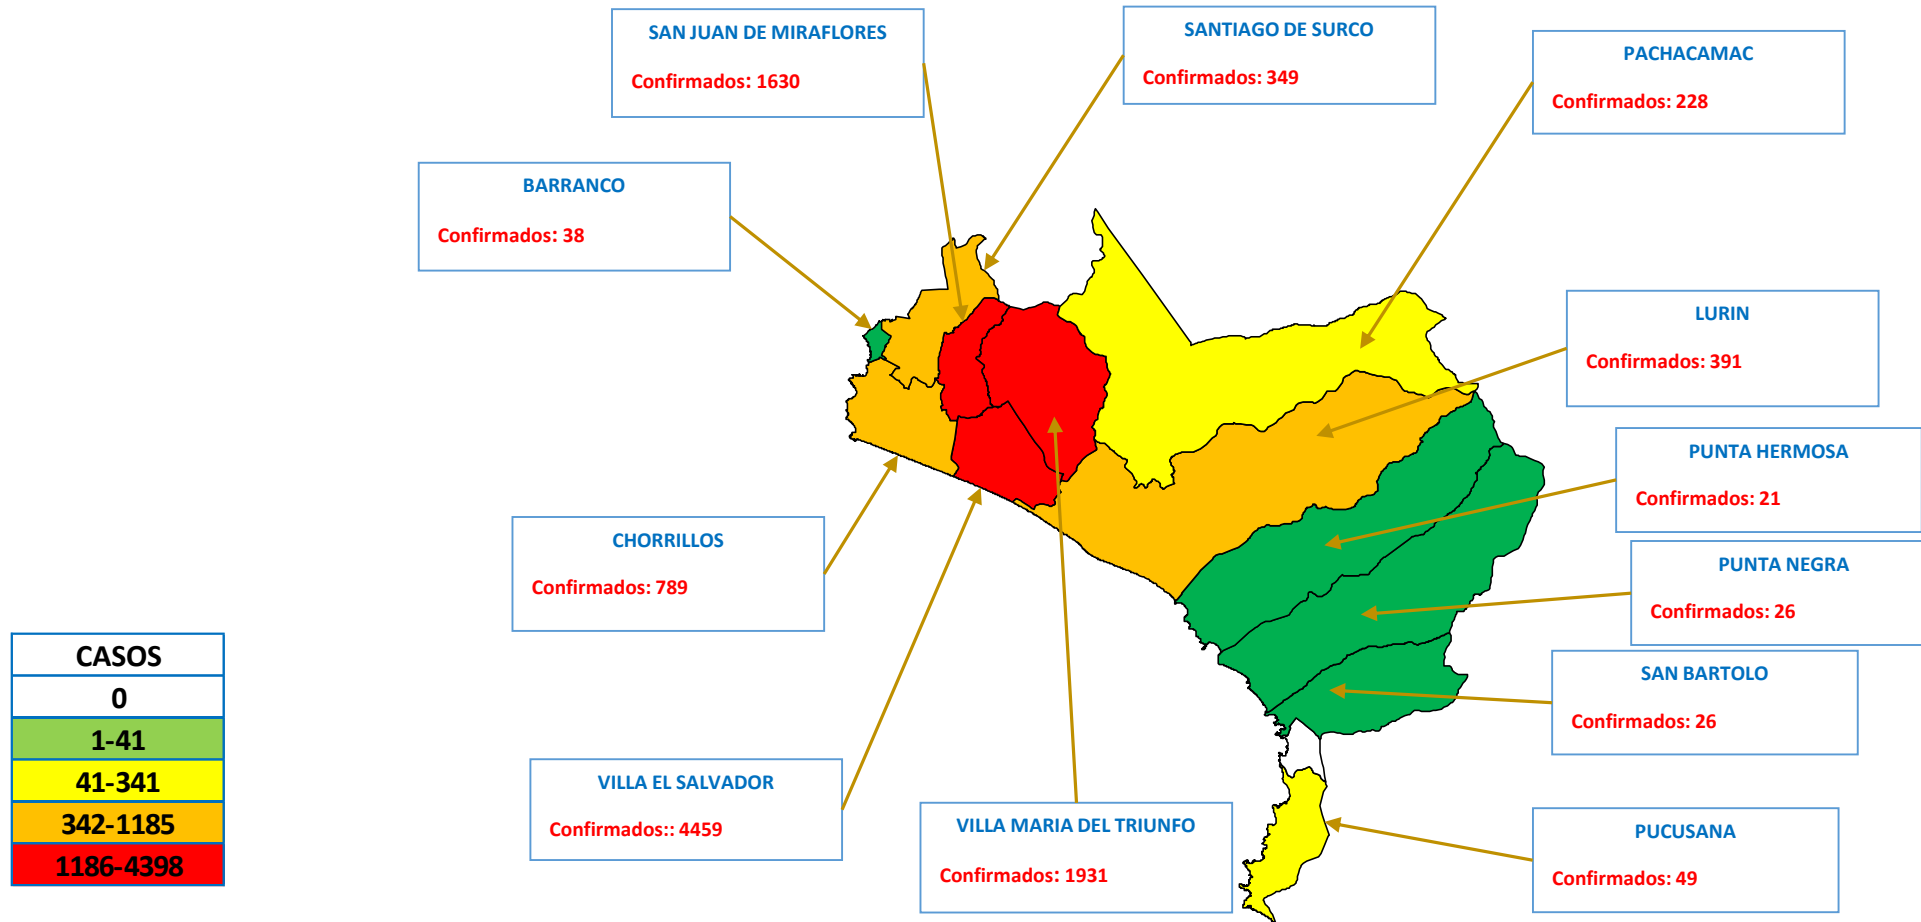 SAN JUAN DE MIRAFLORES
Confirmados: 1630
SANTIAGO DE SURCO
Confirmados: 349
PACHACAMAC
Confirmados: 228
BARRANCO
Confirmados: 38
LURIN
Confirmados: 391
PUNTA HERMOSA
Confirmados: 21
CHORRILLOS
Confirmados: 789
PUNTA NEGRA
Confirmados: 26
SAN BARTOLO
Confirmados: 26
VILLA EL SALVADOR
Confirmados:: 4459
VILLA MARIA DEL TRIUNFO
Confirmados: 1931
PUCUSANA
Confirmados: 49
CASOS
0
1-41
41-341
342-1185
1186-4398